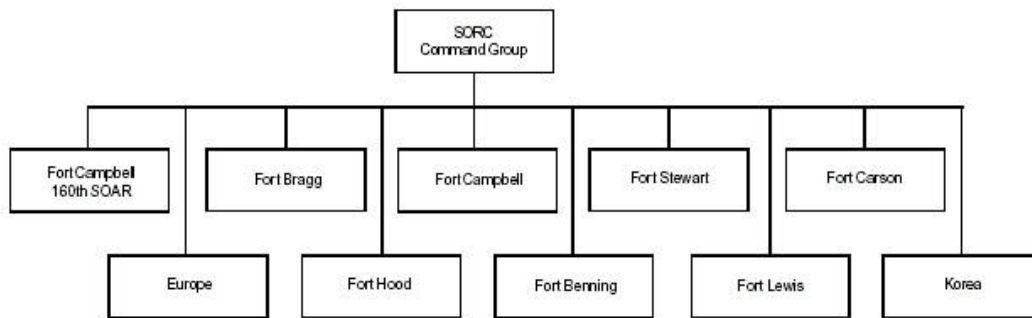 SORC
Command Group
Fort Campbell
160th SOAR
Fort Bragg
Fort Campbell
Fort Stewart
Fort Carson
Europe
Fort Hood
Fort Benning
Fort Lewis
Korea